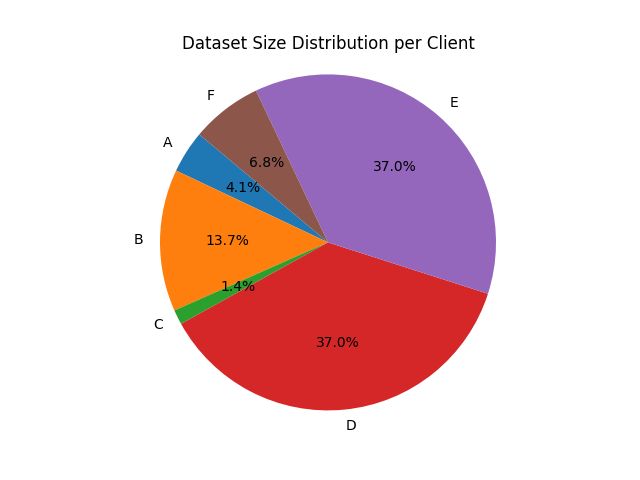 Dataset Size Distribution per Client
E
F
A
37.0%
6.8%
4.1%
B
13.7%
1.4%
C
37.0%
D